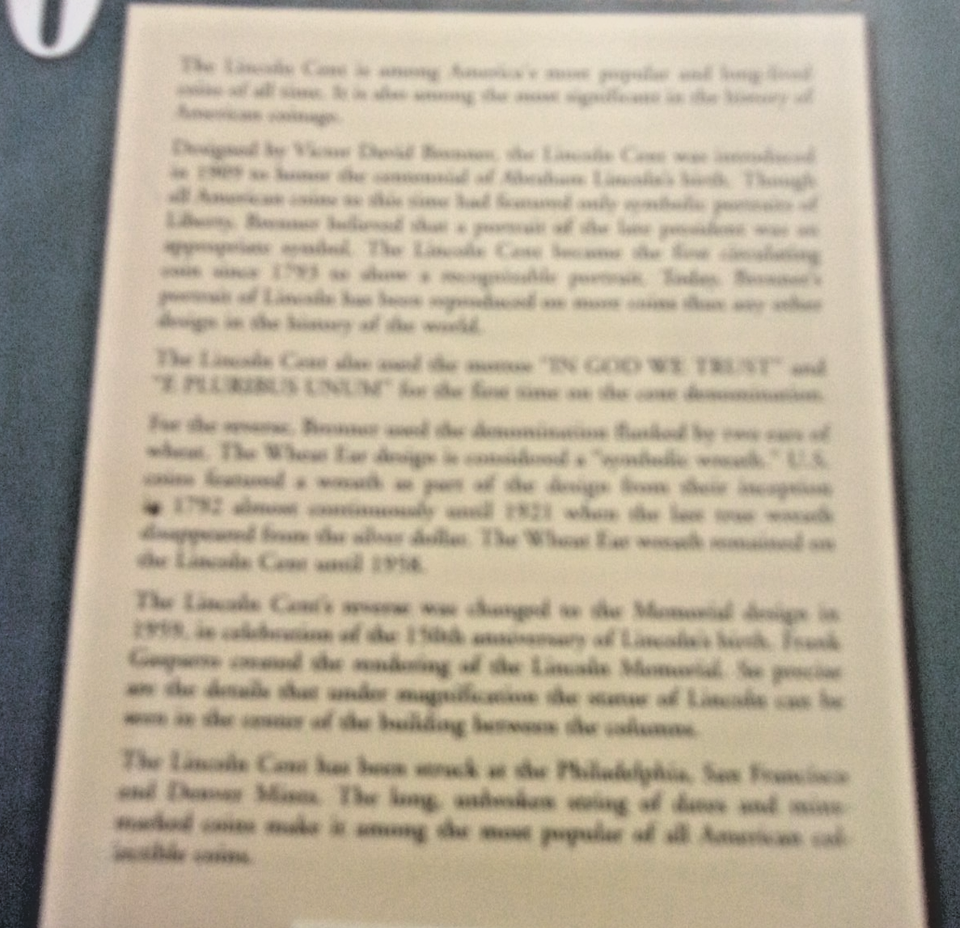 0
The Lincoln Cent is among America's most popular and long-lived
coins of all time. It is also among the most significant in the history of
American coinage.
Designed by Victor David Brenner, the Lincoln Cent was introduced
in 1909 to honor the centennial of Abraham Lincoln's birth. Though
all American coins to this time had featured only symbolic portraits of
Liberty, Brenner believed that a portrait of the late president was an
appropriate symbol. The Lincoln Cent became the first circulating
coin since 1793 to show a recognizable portrait. Today, Brenner's
portrait of Lincoln has been reproduced on more coins than any other
design in the history of the world.
The Lincoln Cent also used the mottos "IN GOD WE TRUST" and
"E PLURIBUS UNUM" for the first time on the cent denomination.
For the reverse, Brenner used the denomination flanked by two ears of
wheat. The Wheat Ear design is considered a "symbolic wreath." U.S.
coins featured a wreath as part of the design from their inception
in 1792 almost continuously until 1921 when the last true wreath
disappeared from the silver dollar. The Wheat Ear wreath remained on
the Lincoln Cent until 1958.
The Lincoln Cent's reverse was changed to the Memorial design in
1959, in celebration of the 150th anniversary of Lincoln's birth. Frank
Gasparro created the rendering of the Lincoln Memorial. So precise
are the details that under magnification the statue of Lincoln can be
seen in the center of the building between the columns.
The Lincoln Cent has been struck at the Philadelphia, San Francisco
and Denver Mints. The long, unbroken string of dates and mint-
marked coins make it among the most popular of all American col-
lectible coins.